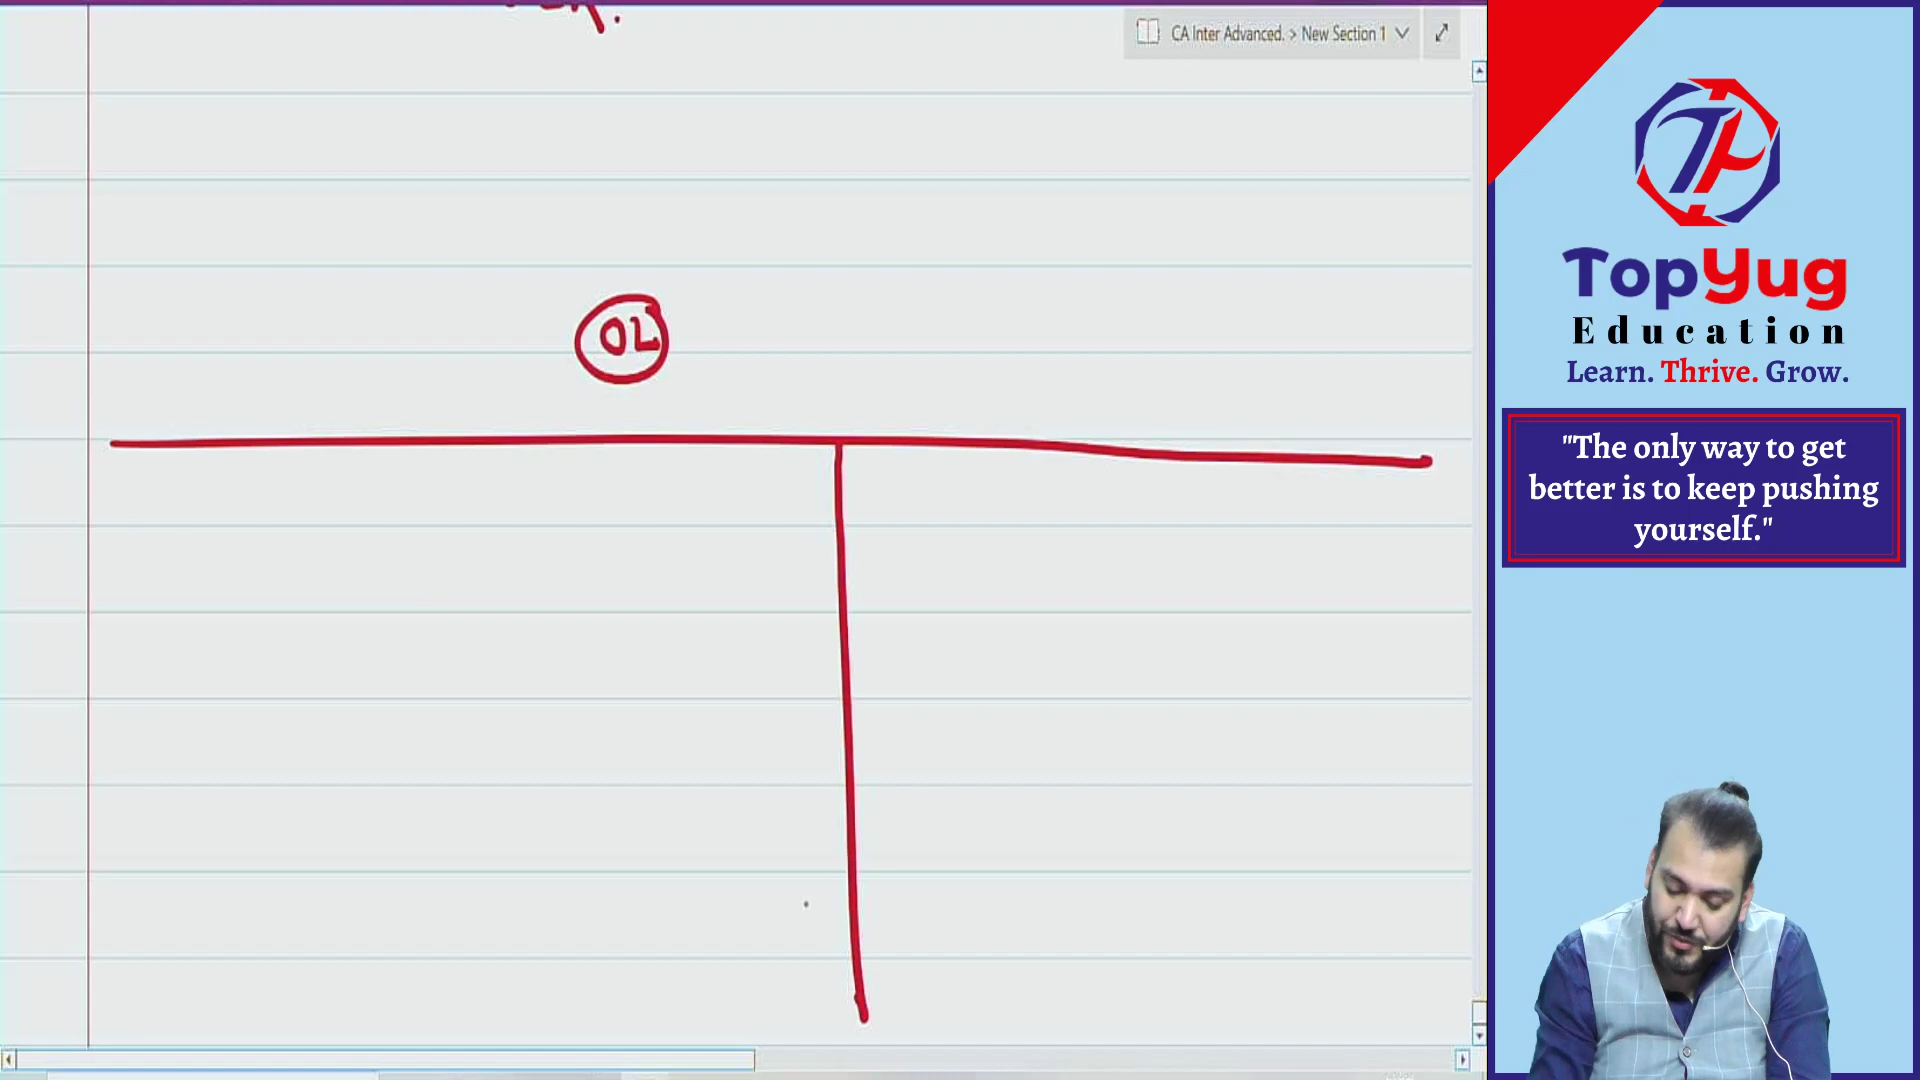 CA Inter Advanced. > New Section 1
OL
TopYug
Education
Learn. Thrive. Grow.
"The only way to get
better is to keep pushing
yourself."